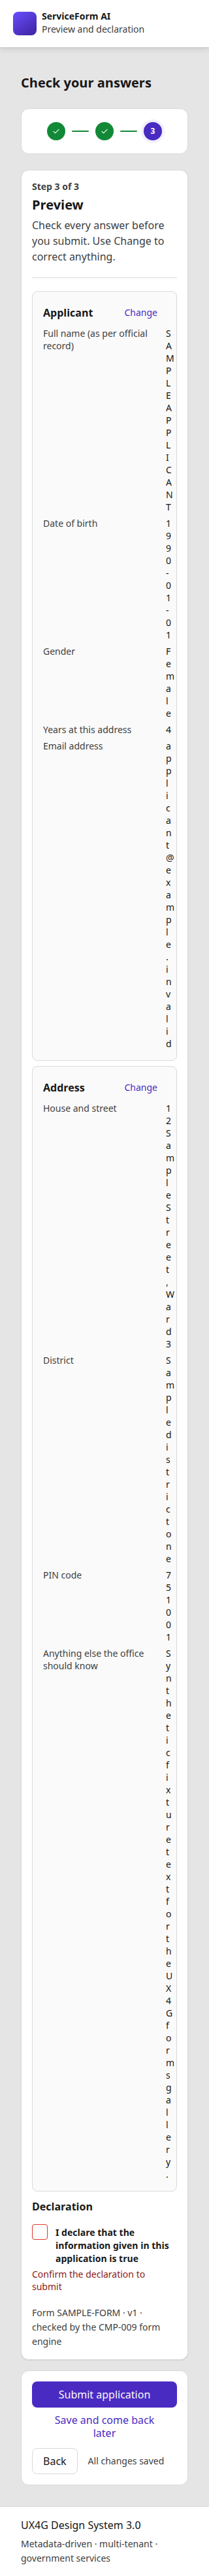 ServiceForm AI
Preview and declaration
Check your answers
3
Step 3 of 3
Preview
Check every answer before
you submit. Use Change to
correct anything.
Applicant
Change
Full name (as per official
record)
SAMPLE APPLICANT
Date of birth
1990-01-01
Gender
Female
Years at this address
4
Email address
applicant@example.invalid
Address
Change
House and street
12 Sample Street, Ward 3
District
Sample district one
PIN code
751001
Anything else the office
should know
Synthetic fixture text for the UX4G forms gallery.
Declaration
I declare that the
information given in this
application is true
Confirm the declaration to
submit
Form SAMPLE-FORM · v1 ·
checked by the CMP-009 form
engine
Submit application
Save and come back
later
Back
All changes saved
UX4G Design System 3.0
Metadata-driven · multi-tenant ·
government services